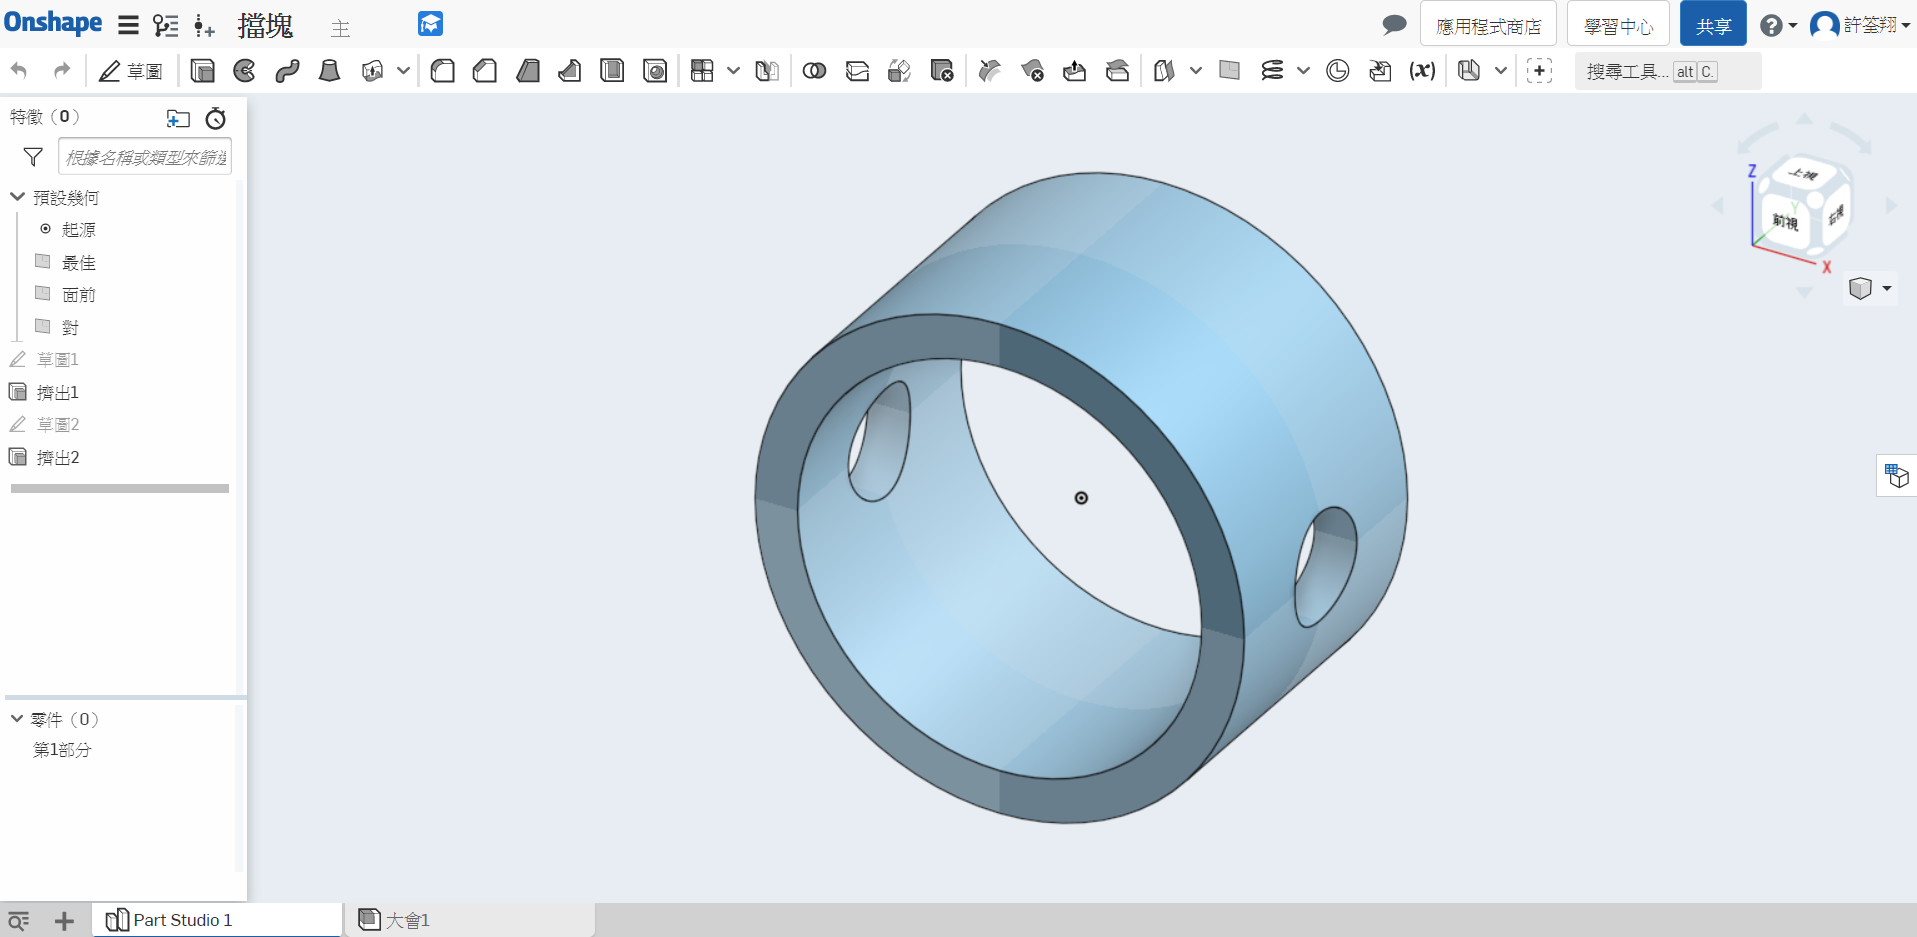 Onshape 擋塊 主 應用程式商店 學習中心 共享 許筌翔
草圖 (x) 搜尋工具... alt C.
特徵（0）
根據名稱或類型來篩選
預設幾何
起源
最佳
面前
對
草圖1
擠出1
草圖2
擠出2
零件（0）
第1部分
Z
上視
Y
前視
右視
X
Part Studio 1 大會1